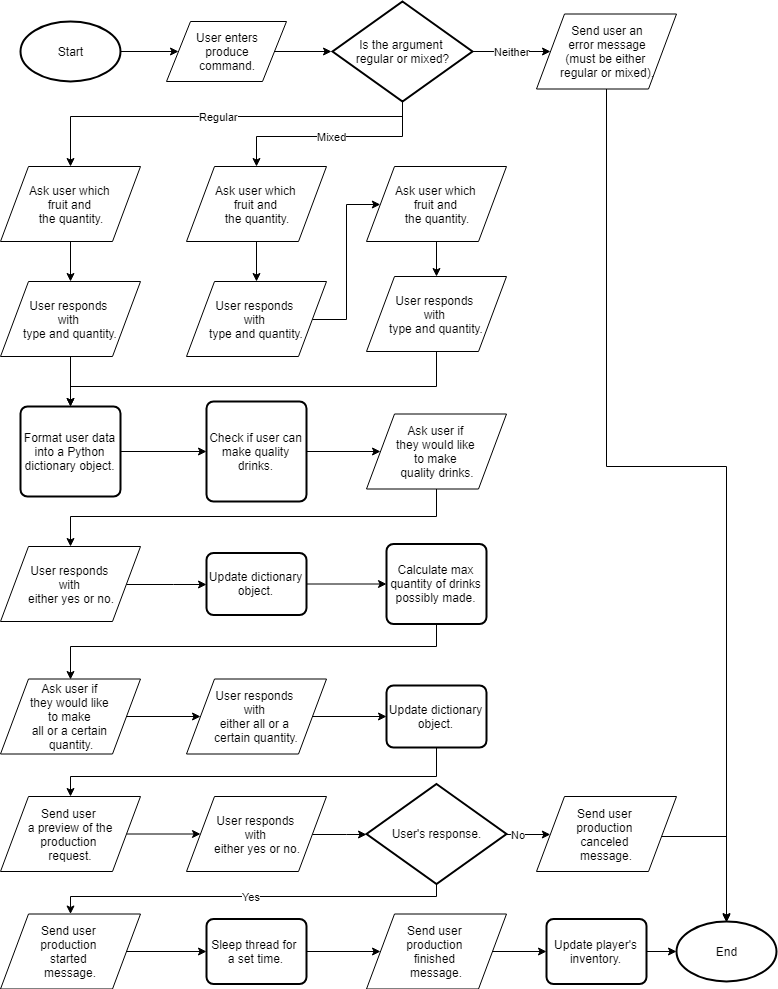 Start
User enters
produce
command.
Is the argument
regular or mixed?
Neither
Send user an
error message
(must be either
regular or mixed).
Regular
Mixed
Ask user which
fruit and
the quantity.
Ask user which
fruit and
the quantity.
Ask user which
fruit and
the quantity.
User responds
with
type and quantity.
User responds
with
type and quantity.
User responds
with
type and quantity.
Format user data
into a Python
dictionary object.
Check if user can
make quality
drinks.
Ask user if
they would like
to make
quality drinks.
User responds
with
either yes or no.
Update dictionary
object.
Calculate max
quantity of drinks
possibly made.
Ask user if
they would like
to make
all or a certain
quantity.
User responds
with
either all or a
certain quantity.
Update dictionary
object.
Send user
a preview of the
production
request.
User responds
with
either yes or no.
User's response.
No
Send user
production
canceled
message.
Yes
Send user
production
started
message.
Sleep thread for
a set time.
Send user
production
finished
message.
Update player's
inventory.
End